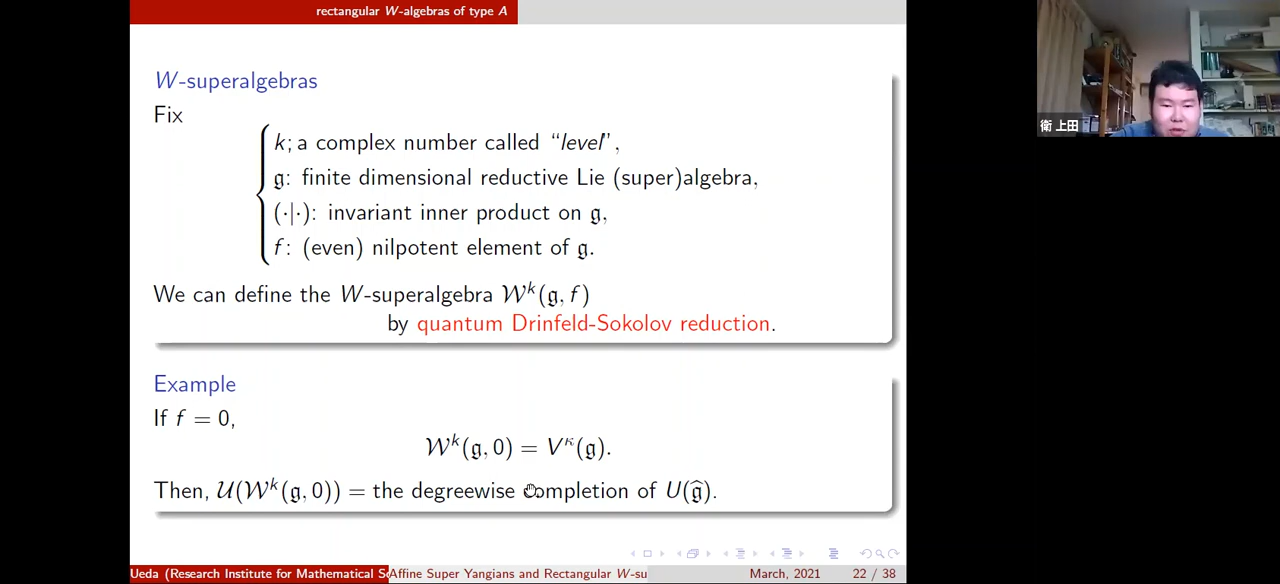 rectangular W-algebras of type A
W-superalgebras
Fix
k; a complex number called “level”,
𝔤: finite dimensional reductive Lie (super)algebra,
(·|·): invariant inner product on 𝔤,
f: (even) nilpotent element of 𝔤.
We can define the W-superalgebra 𝒲ᵏ(𝔤, f)
by quantum Drinfeld-Sokolov reduction.
Example
If f = 0,
𝒲ᵏ(𝔤, 0) = V^κ(𝔤).
Then, 𝒰(𝒲ᵏ(𝔤, 0)) = the degreewise completion of U(𝔤̂).
Ueda (Research Institute for Mathematical S Affine Super Yangians and Rectangular W-su March, 2021 22 / 38
衛 上田